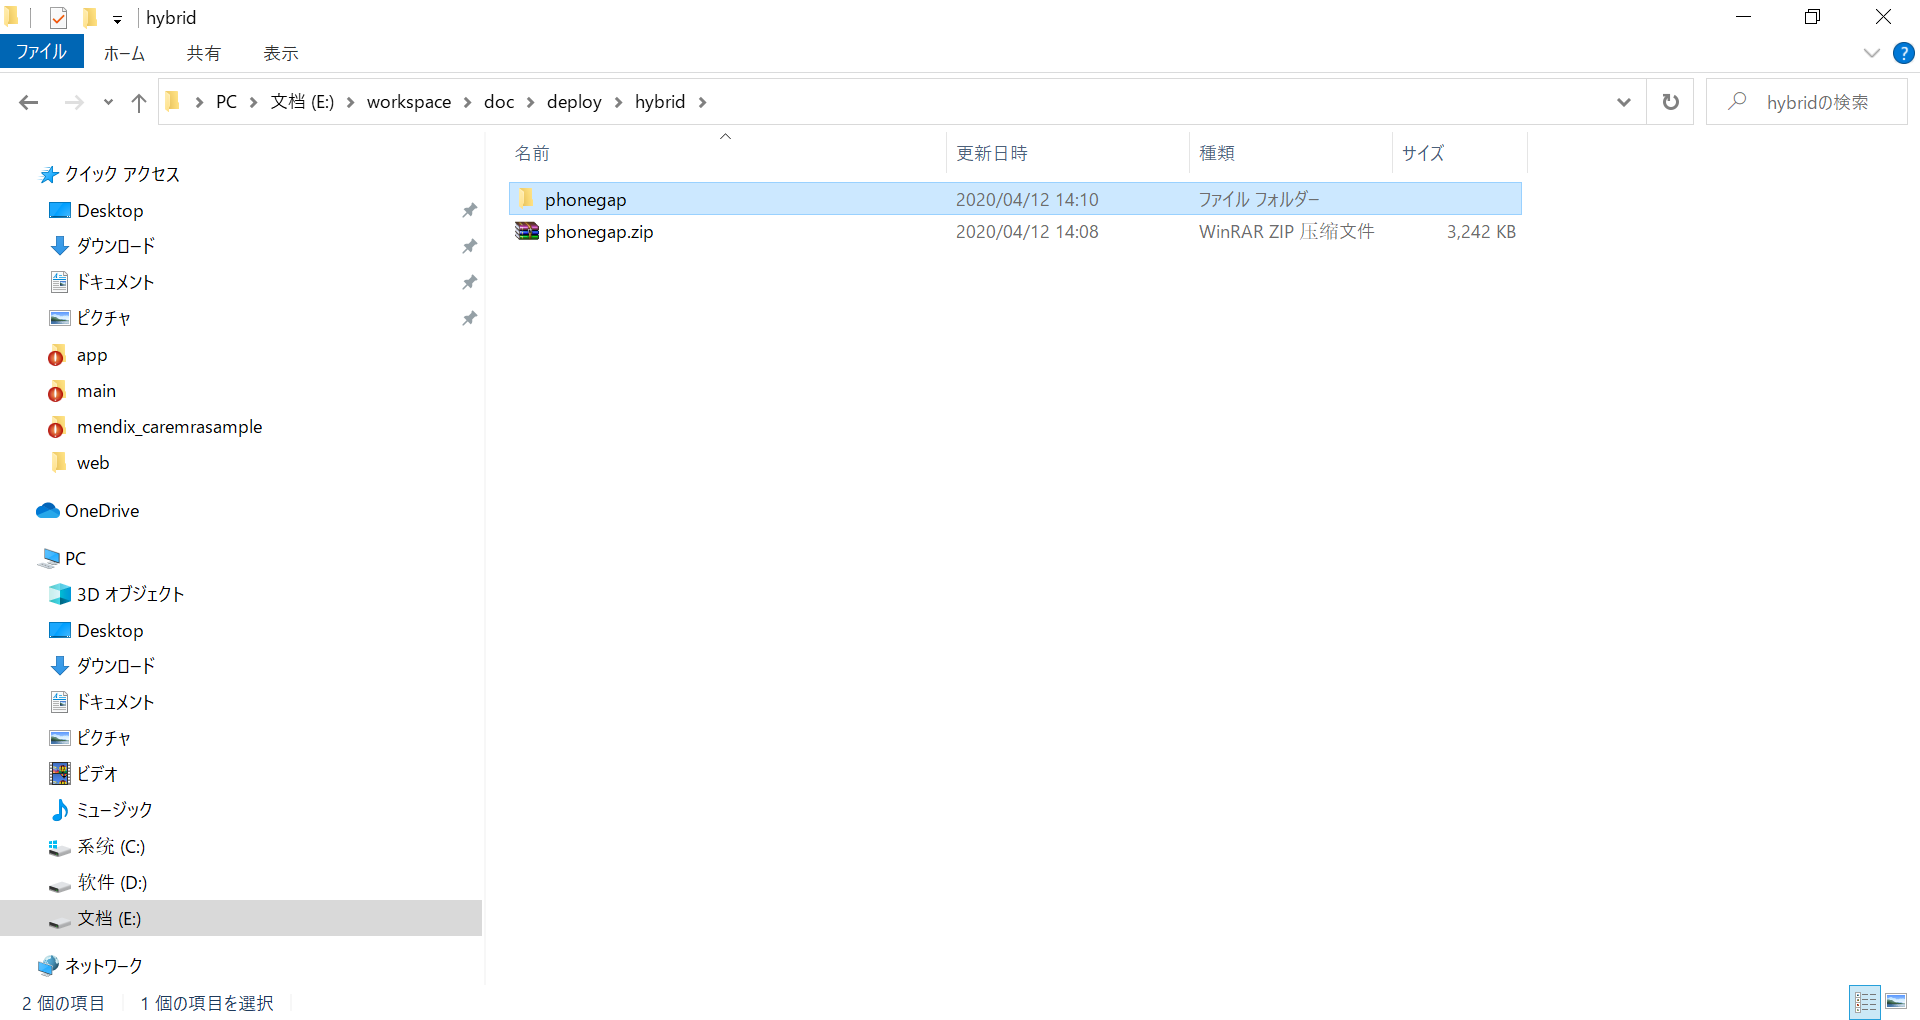 hybrid
ファイル ホーム 共有 表示
PC 文档 (E:) workspace doc deploy hybrid hybridの検索
名前 更新日時 種類 サイズ
phonegap 2020/04/12 14:10 ファイル フォルダー
phonegap.zip 2020/04/12 14:08 WinRAR ZIP 压缩文件 3,242 KB
クイック アクセス
Desktop
ダウンロード
ドキュメント
ピクチャ
app
main
mendix_caremrasample
web
OneDrive
PC
3D オブジェクト
Desktop
ダウンロード
ドキュメント
ピクチャ
ビデオ
ミュージック
系统 (C:)
软件 (D:)
文档 (E:)
ネットワーク
2 個の項目 1 個の項目を選択